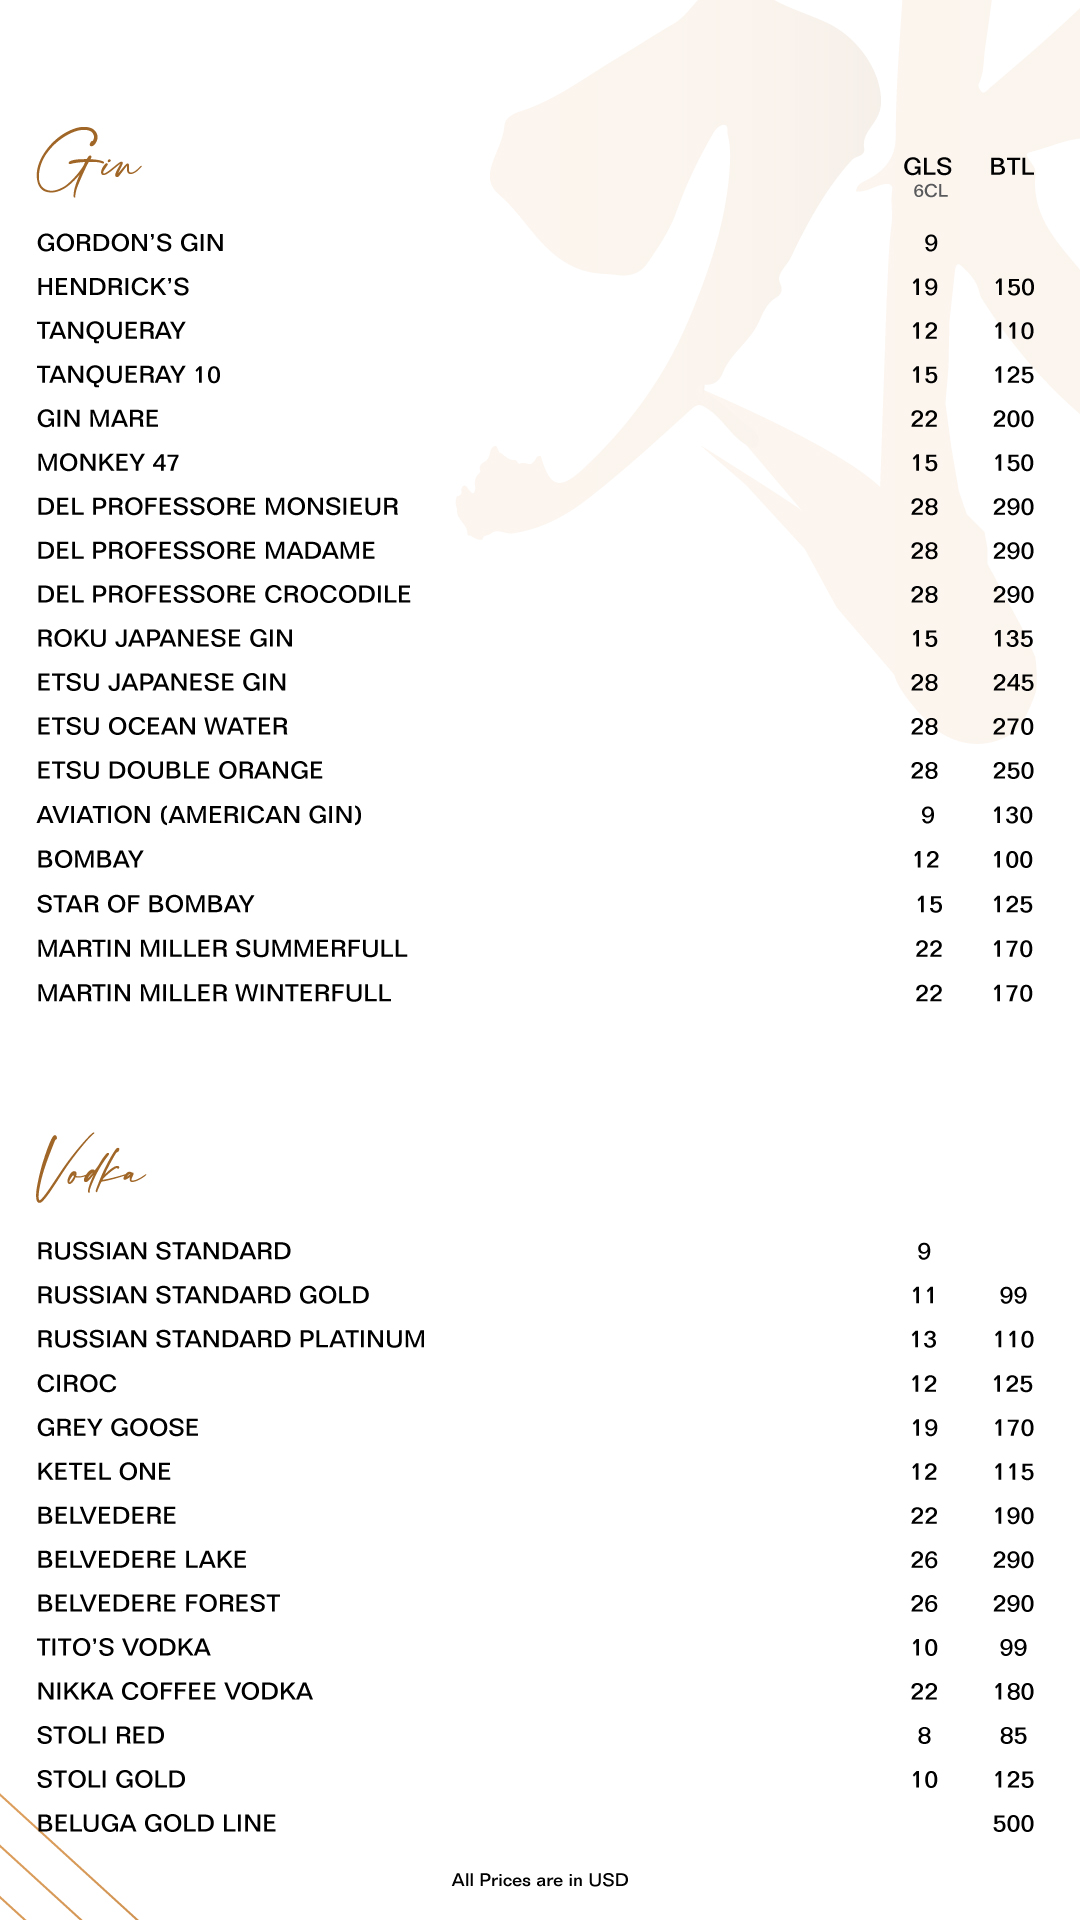 Gin GLS BTL
6CL
GORDON’S GIN 9
HENDRICK’S 19 150
TANQUERAY 12 110
TANQUERAY 10 15 125
GIN MARE 22 200
MONKEY 47 15 150
DEL PROFESSORE MONSIEUR 28 290
DEL PROFESSORE MADAME 28 290
DEL PROFESSORE CROCODILE 28 290
ROKU JAPANESE GIN 15 135
ETSU JAPANESE GIN 28 245
ETSU OCEAN WATER 28 270
ETSU DOUBLE ORANGE 28 250
AVIATION (AMERICAN GIN) 9 130
BOMBAY 12 100
STAR OF BOMBAY 15 125
MARTIN MILLER SUMMERFULL 22 170
MARTIN MILLER WINTERFULL 22 170
Vodka
RUSSIAN STANDARD 9
RUSSIAN STANDARD GOLD 11 99
RUSSIAN STANDARD PLATINUM 13 110
CIROC 12 125
GREY GOOSE 19 170
KETEL ONE 12 115
BELVEDERE 22 190
BELVEDERE LAKE 26 290
BELVEDERE FOREST 26 290
TITO’S VODKA 10 99
NIKKA COFFEE VODKA 22 180
STOLI RED 8 85
STOLI GOLD 10 125
BELUGA GOLD LINE 500
All Prices are in USD